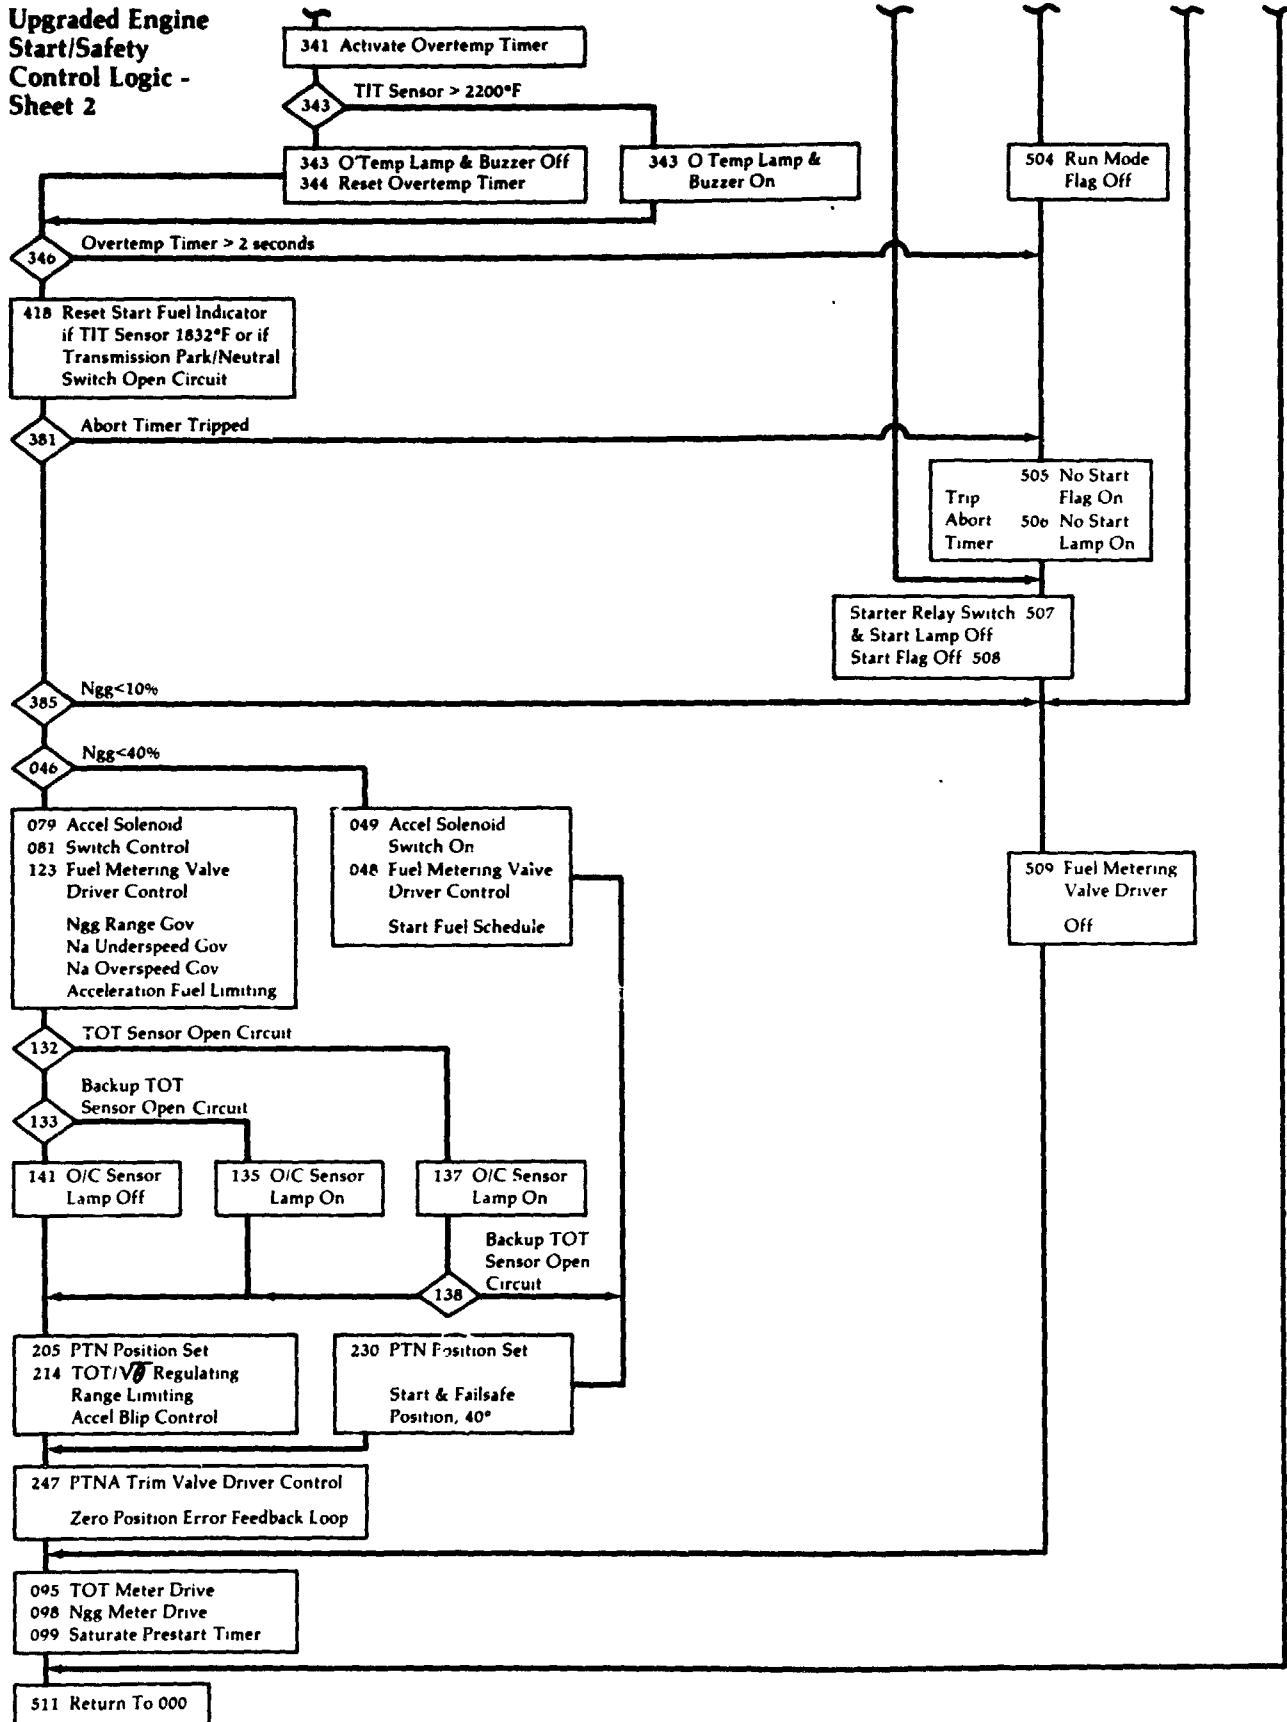 Upgraded Engine
Start/Safety
Control Logic -
Sheet 2
341 Activate Overtemp Timer
343
TIT Sensor > 2200°F
343 O'Temp Lamp & Buzzer Off
344 Reset Overtemp Timer
343 O Temp Lamp &
Buzzer On
504 Run Mode
Flag Off
346
Overtemp Timer > 2 seconds
418 Reset Start Fuel Indicator
if TIT Sensor 1832°F or if
Transmission Park/Neutral
Switch Open Circuit
381
Abort Timer Tripped
505 No Start
Trip Flag On
Abort 506 No Start
Timer Lamp On
Starter Relay Switch 507
& Start Lamp Off
Start Flag Off 508
385
Ngg<10%
046
Ngg<40%
079 Accel Solenoid
081 Switch Control
123 Fuel Metering Valve
Driver Control
Ngg Range Gov
Na Underspeed Gov
Na Overspeed Gov
Acceleration Fuel Limiting
049 Accel Solenoid
Switch On
048 Fuel Metering Valve
Driver Control
Start Fuel Schedule
509 Fuel Metering
Valve Driver
Off
132
TOT Sensor Open Circuit
133
Backup TOT
Sensor Open Circuit
141 O/C Sensor
Lamp Off
135 O/C Sensor
Lamp On
137 O/C Sensor
Lamp On
138
Backup TOT
Sensor Open
Circuit
205 PTN Position Set
214 TOT/√θ Regulating
Range Limiting
Accel Blip Control
230 PTN Position Set
Start & Failsafe
Position, 40°
247 PTNA Trim Valve Driver Control
Zero Position Error Feedback Loop
095 TOT Meter Drive
098 Ngg Meter Drive
099 Saturate Prestart Timer
511 Return To 000